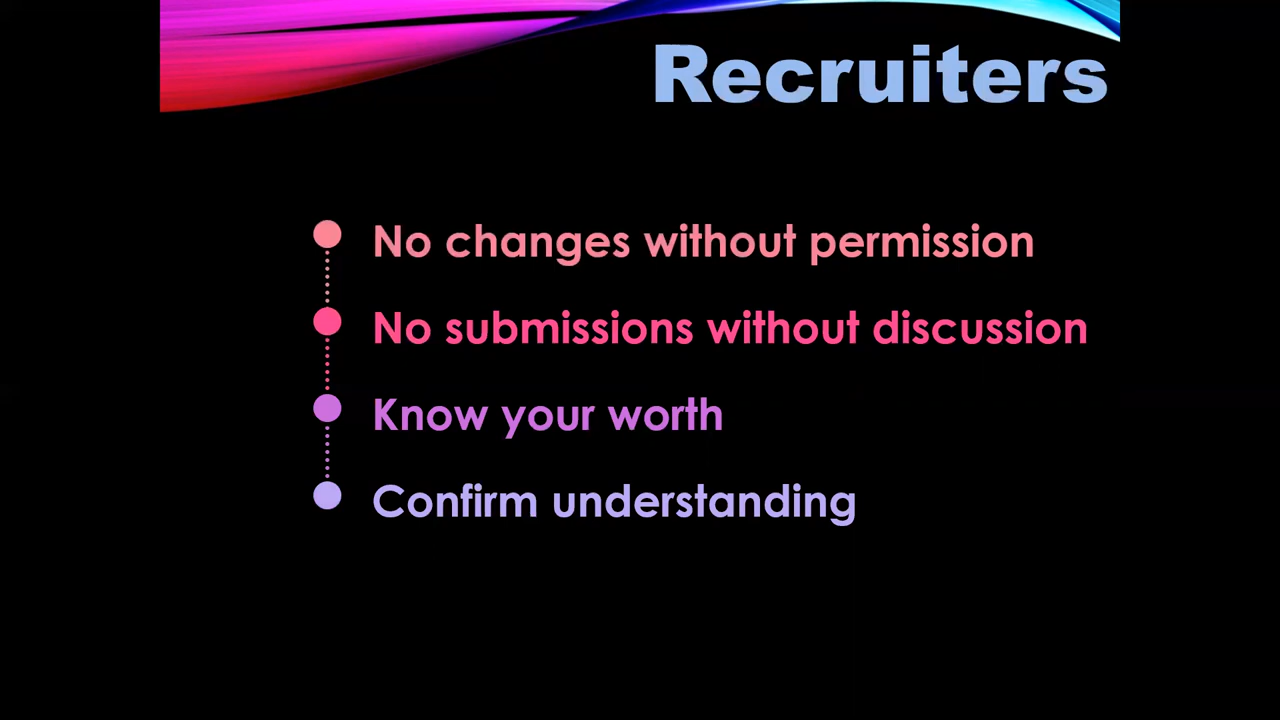 Recruiters
No changes without permission
No submissions without discussion
Know your worth
Confirm understanding